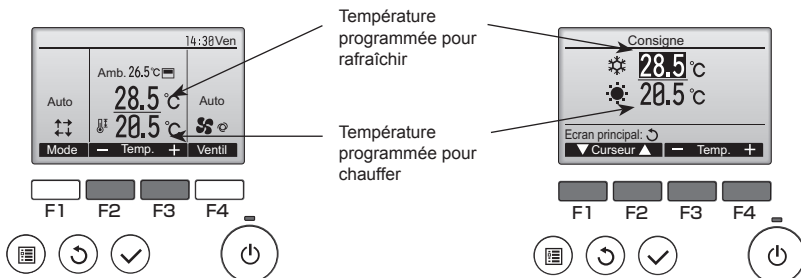 14:30Ven
Amb. 26.5°C
Auto
28.5 °C
Auto
20.5 °C
Mode
− Temp. +
Ventil
F1 F2 F3 F4
Température
programmée pour
rafraîchir
Température
programmée pour
chauffer
Consigne
28.5 °C
20.5 °C
Ecran principal:
Curseur
− Temp. +
F1 F2 F3 F4